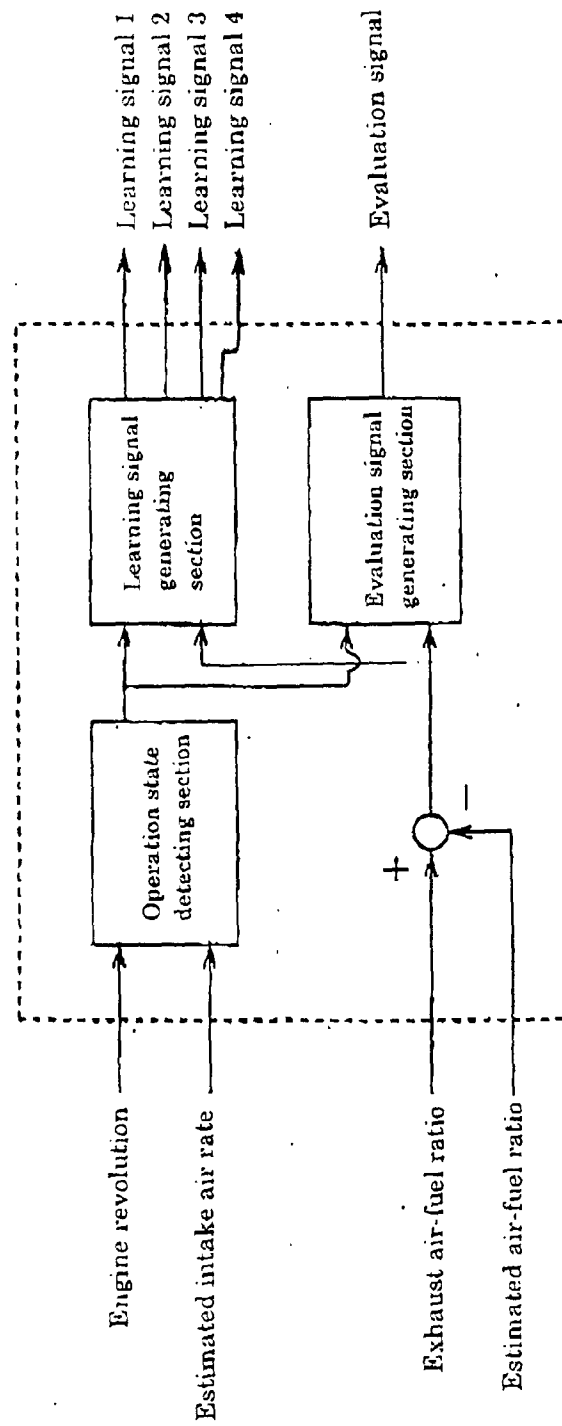 Engine revolution
Estimated intake air rate
Exhaust air-fuel ratio
Estimated air-fuel ratio
Operation state
detecting section
+
−
Learning signal
generating
section
Evaluation signal
generating section
Learning signal 1
Learning signal 2
Learning signal 3
Learning signal 4
Evaluation signal